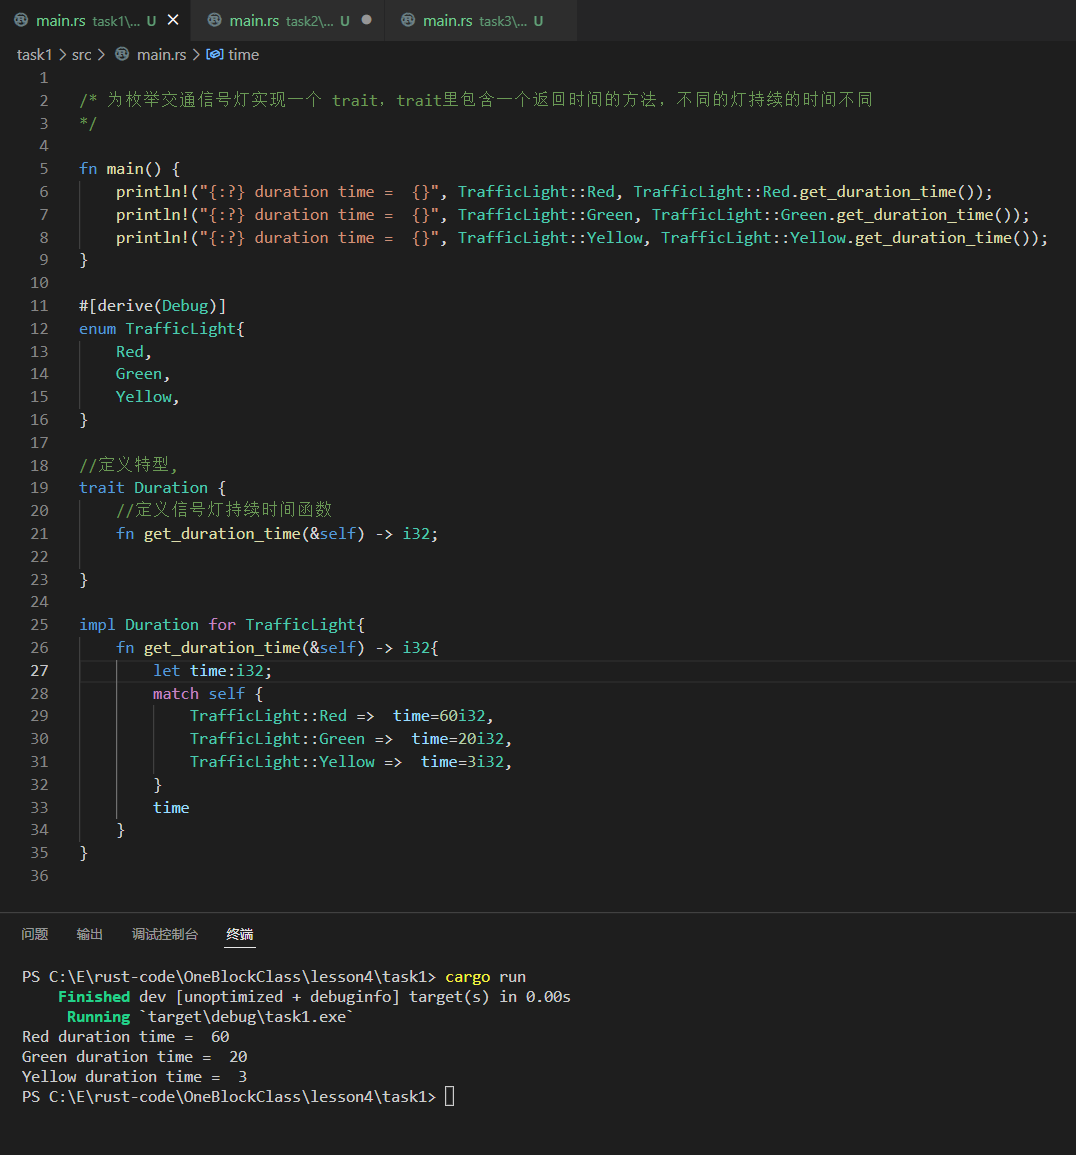 main.rs task1\... U × main.rs task2\... U ● main.rs task3\... U
task1 > src > main.rs > time
1
2 /* 为枚举交通信号灯实现一个 trait，trait里包含一个返回时间的方法，不同的灯持续的时间不同
3 */
4
5 fn main() {
6     println!("{:?} duration time =  {}", TrafficLight::Red, TrafficLight::Red.get_duration_time());
7     println!("{:?} duration time =  {}", TrafficLight::Green, TrafficLight::Green.get_duration_time());
8     println!("{:?} duration time =  {}", TrafficLight::Yellow, TrafficLight::Yellow.get_duration_time());
9 }
10
11 #[derive(Debug)]
12 enum TrafficLight{
13     Red,
14     Green,
15     Yellow,
16 }
17
18 //定义特型,
19 trait Duration {
20     //定义信号灯持续时间函数
21     fn get_duration_time(&self) -> i32;
22
23 }
24
25 impl Duration for TrafficLight{
26     fn get_duration_time(&self) -> i32{
27         let time:i32;
28         match self {
29             TrafficLight::Red =>  time=60i32,
30             TrafficLight::Green =>  time=20i32,
31             TrafficLight::Yellow =>  time=3i32,
32         }
33         time
34     }
35 }
36
问题 输出 调试控制台 终端
PS C:\E\rust-code\OneBlockClass\lesson4\task1> cargo run
    Finished dev [unoptimized + debuginfo] target(s) in 0.00s
     Running `target\debug\task1.exe`
Red duration time =  60
Green duration time =  20
Yellow duration time =  3
PS C:\E\rust-code\OneBlockClass\lesson4\task1>